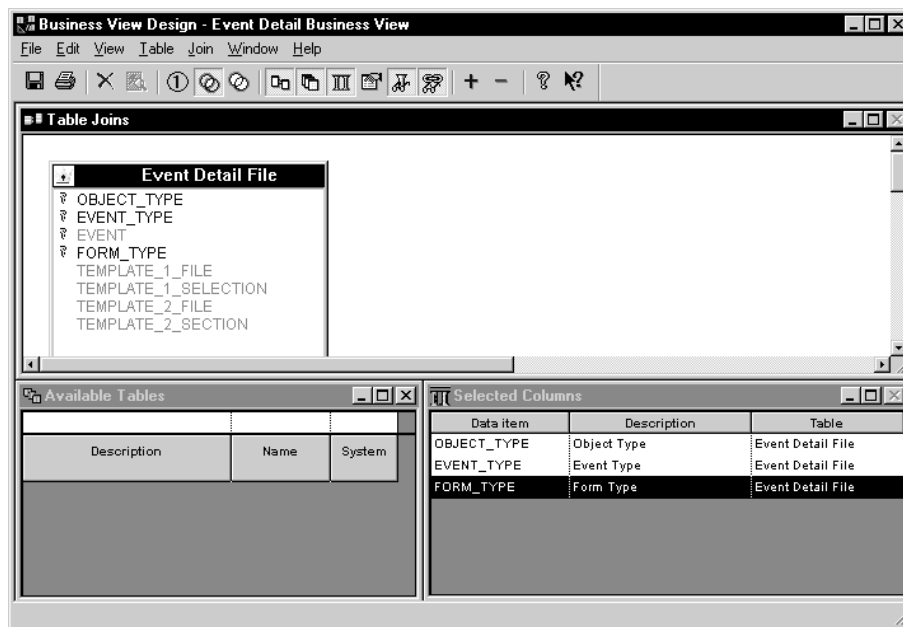 Business View Design - Event Detail Business View
File Edit View Table Join Window Help
Table Joins
Event Detail File
OBJECT_TYPE
EVENT_TYPE
EVENT
FORM_TYPE
TEMPLATE_1_FILE
TEMPLATE_1_SELECTION
TEMPLATE_2_FILE
TEMPLATE_2_SECTION
Available Tables
Description Name System
Selected Columns
Data item Description Table
OBJECT_TYPE Object Type Event Detail File
EVENT_TYPE Event Type Event Detail File
FORM_TYPE Form Type Event Detail File